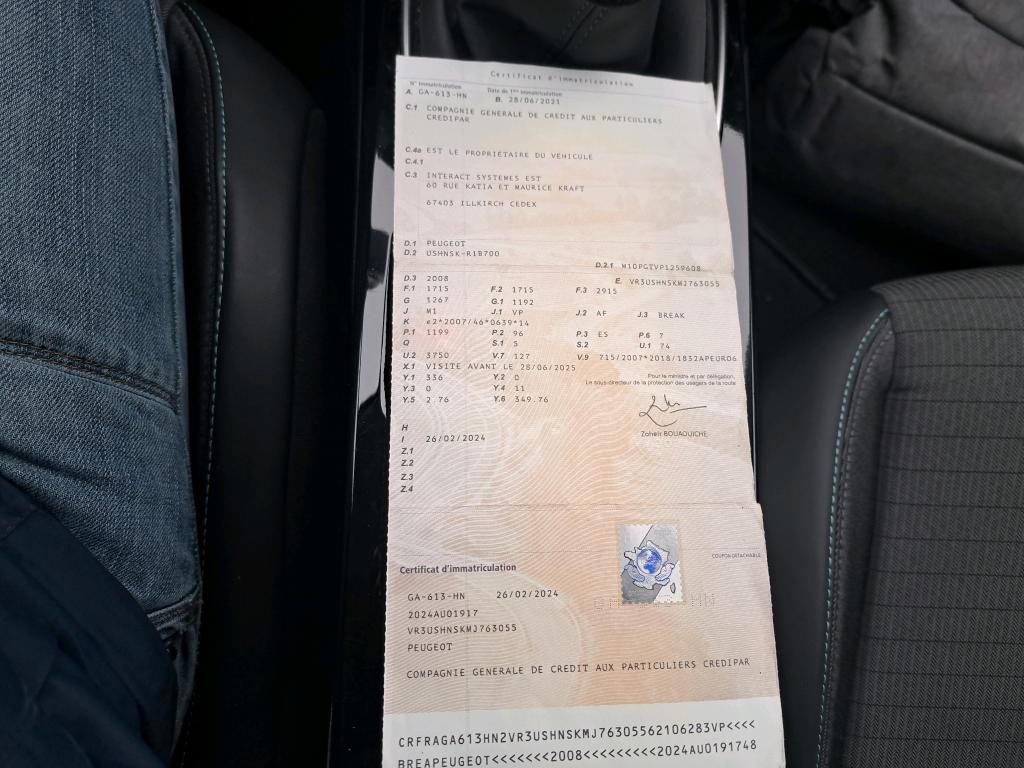 Certificat d'immatriculation
N° Immatriculation Date de 1ère immatriculation
A. GA-613-HN B. 28/06/2021
C.1 COMPAGNIE GENERALE DE CREDIT AUX PARTICULIERS
CREDIPAR
C.4a EST LE PROPRIÉTAIRE DU VÉHICULE
C.4.1
C.3 INTERACT SYSTEMES EST
60 RUE KATIA ET MAURICE KRAFT
67403 ILLKIRCH CEDEX
D.1 PEUGEOT
D.2 USHNSK-R1B700 D.2.1 M10PGTVP1259608
D.3 2008 E. VR3USHNSKMJ763055
F.1 1715 F.2 1715 F.3 2915
G 1267 G.1 1192
J M1 J.1 VP J.2 AF J.3 BREAK
K e2*2007/46*0639*14
P.1 1199 P.2 96 P.3 ES P.6 7
Q S.1 5 S.2 U.1 74
U.2 3750 V.7 127 V.9 715/2007*2018/1832APEURO6
X.1 VISITE AVANT LE 28/06/2025
Y.1 336 Y.2 0
Y.3 0 Y.4 11
Y.5 2.76 Y.6 349.76
Pour le ministre et par délégation,
Le sous-directeur de la protection des usagers de la route
Zoheir BOUAOUICHE
H
I 26/02/2024
Z.1
Z.2
Z.3
Z.4
COUPON DÉTACHABLE
Certificat d'immatriculation
GA-613-HN 26/02/2024
2024AU01917
VR3USHNSKMJ763055
PEUGEOT
COMPAGNIE GENERALE DE CREDIT AUX PARTICULIERS CREDIPAR
CRFRAGA613HN2VR3USHNSKMJ76305562106283VP<<<<
BREAPEUGEOT<<<<<<<2008<<<<<<<<<2024AU0191748